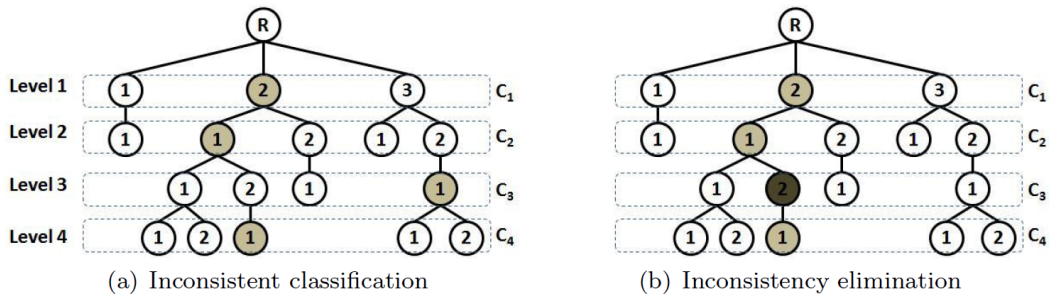 R R
Level 1 1 2 3 C1 1 2 3 C1
Level 2 1 1 2 1 2 C2 1 1 2 1 2 C2
Level 3 1 2 1 1 C3 1 2 1 1 C3
Level 4 1 2 1 1 2 C4 1 2 1 1 2 C4
(a) Inconsistent classification (b) Inconsistency elimination